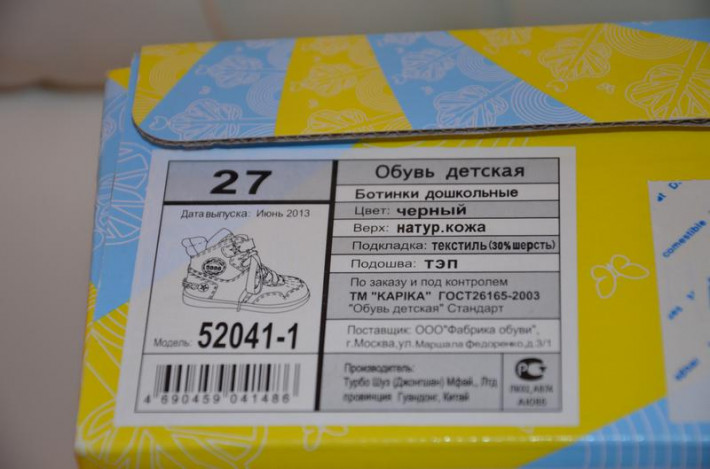 27
Дата выпуска: Июнь 2013
Модель: 52041-1
4 690459 041486
Обувь детская
Ботинки дошкольные
Цвет: черный
Верх: натур.кожа
Подкладка: текстиль(30%шерсть)
Подошва: ТЭП
По заказу и под контролем
ТМ "КАРІКА" ГОСТ26165-2003
"Обувь детская" Стандарт
Поставщик: ООО"Фабрика обуви",
г.Москва,ул.Маршала Федоренко,д.3/1
Производитель:
Турбо Шуз (Джонгшан) Мфай., Лтд
провинция Гуандонг, Китай